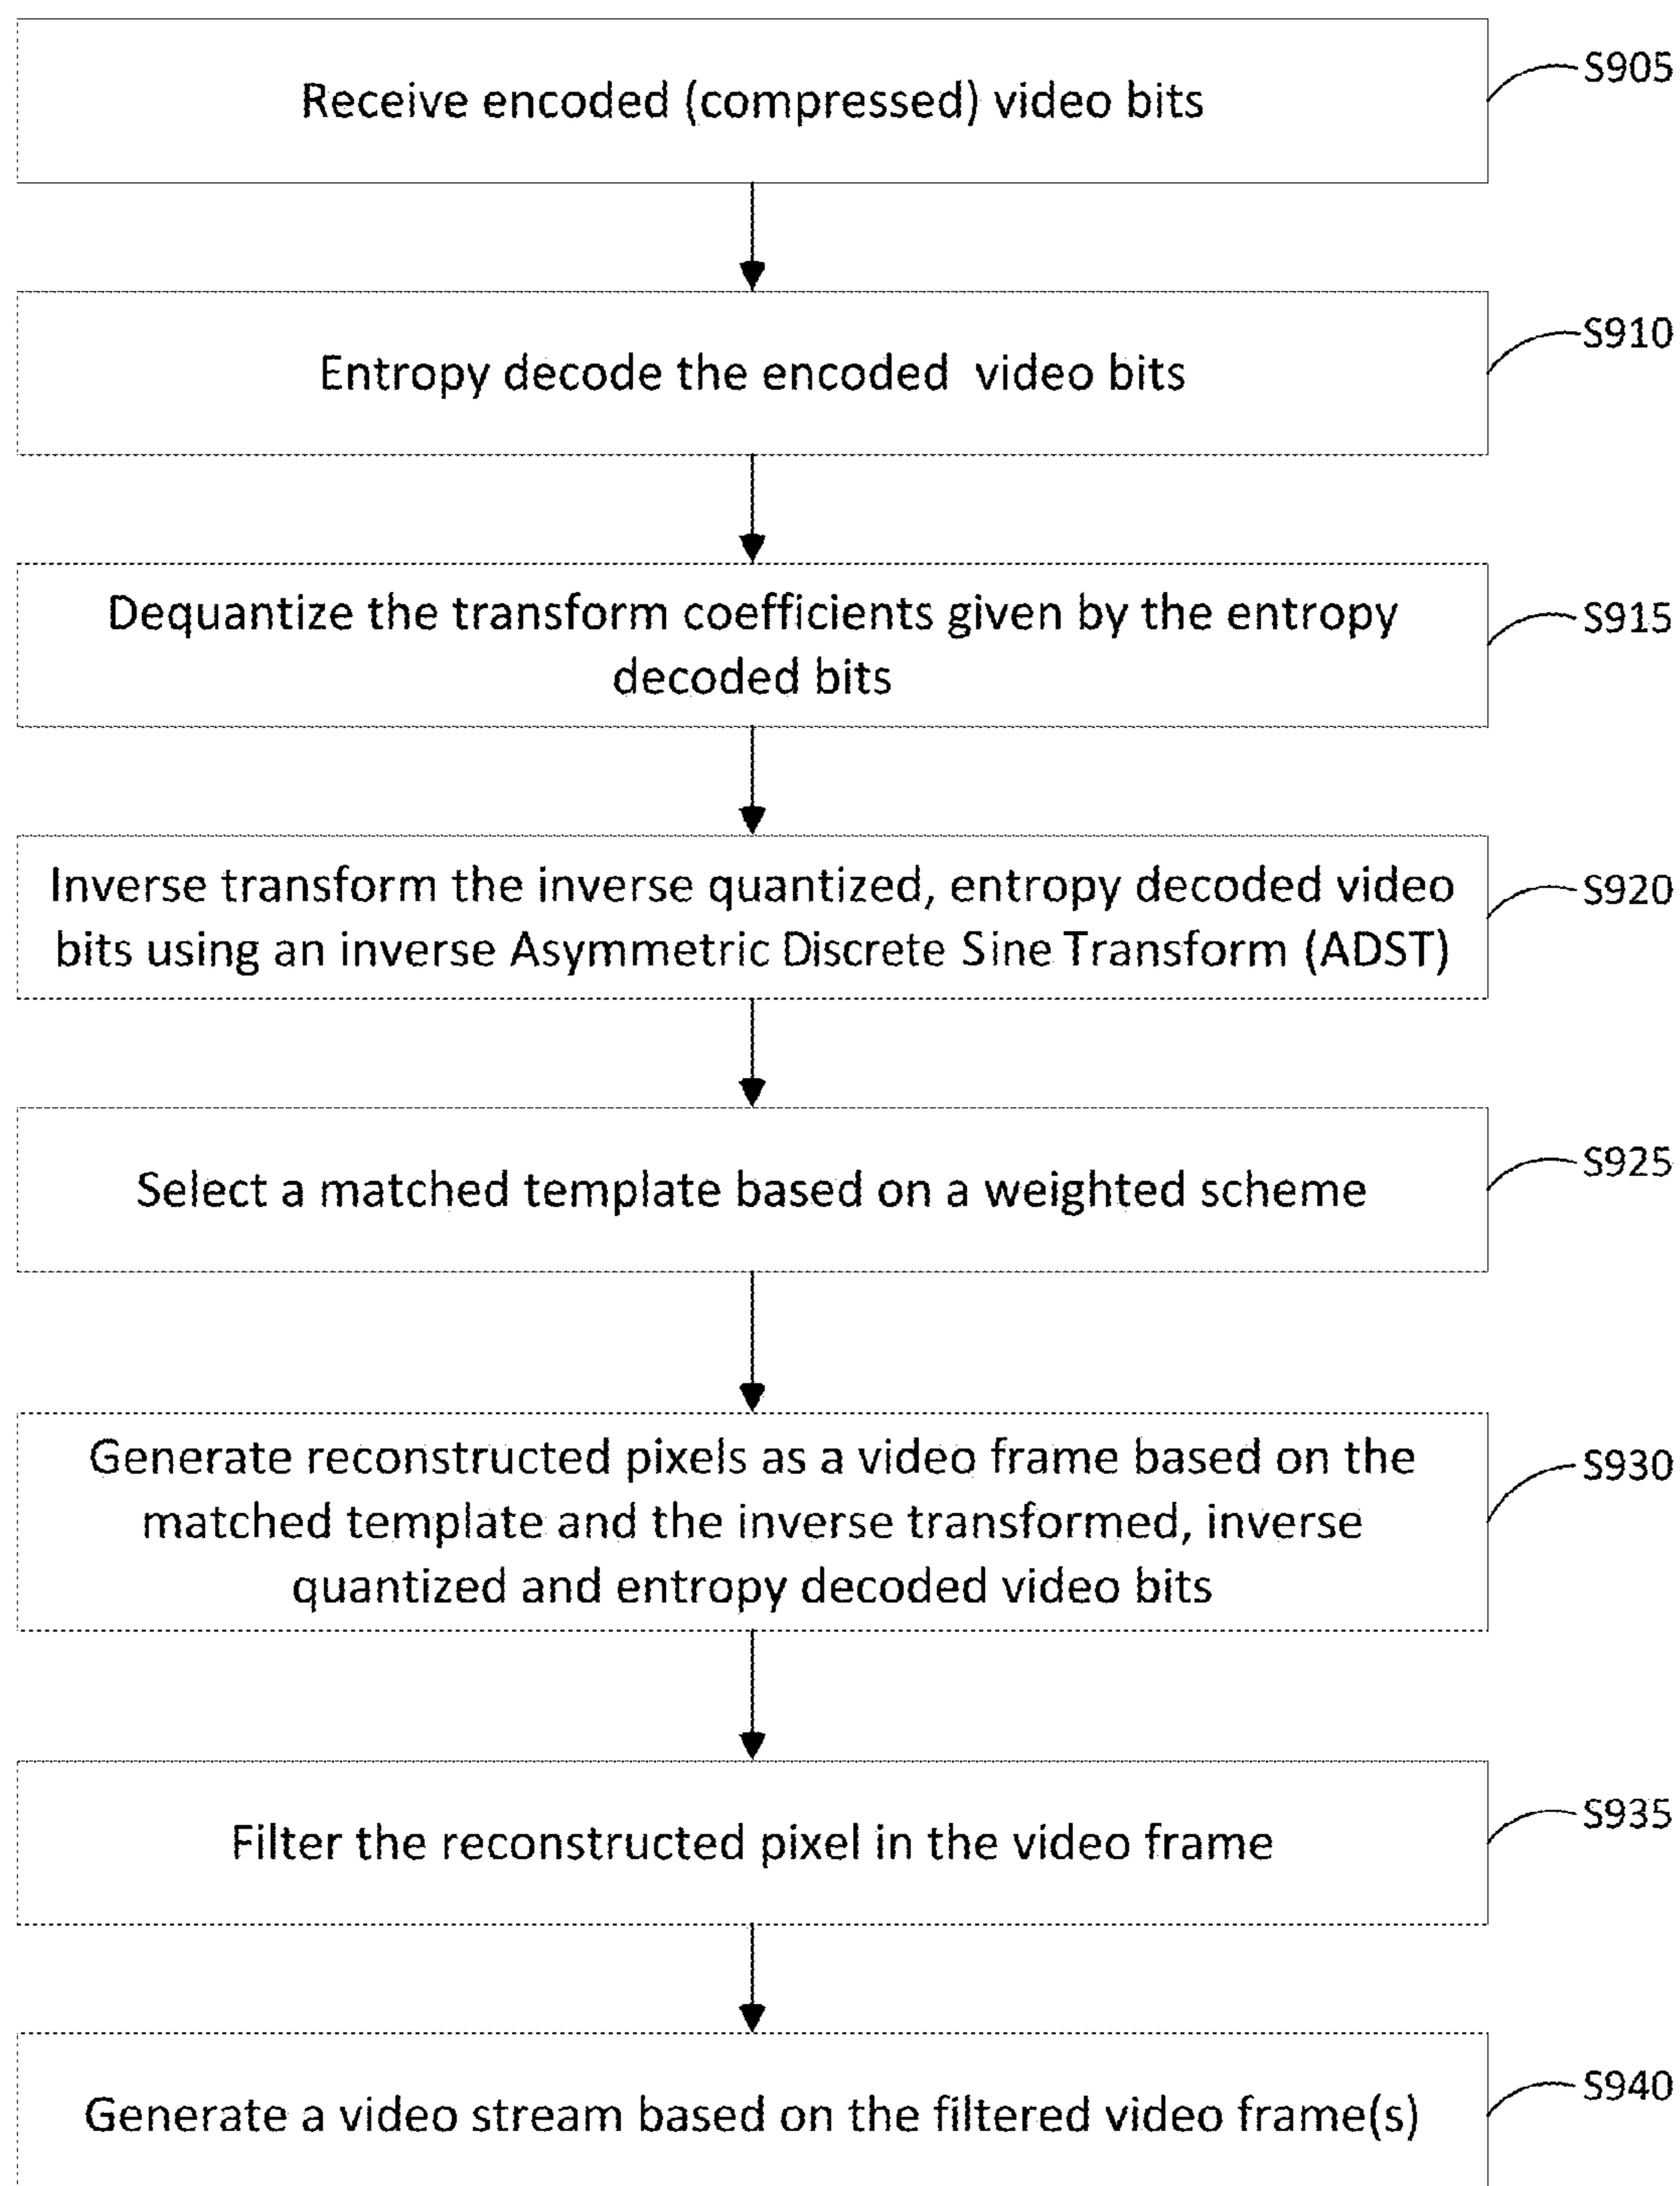 Receive encoded (compressed) video bits
S905
Entropy decode the encoded video bits
S910
Dequantize the transform coefficients given by the entropy
decoded bits
S915
Inverse transform the inverse quantized, entropy decoded video
bits using an inverse Asymmetric Discrete Sine Transform (ADST)
S920
Select a matched template based on a weighted scheme
S925
Generate reconstructed pixels as a video frame based on the
matched template and the inverse transformed, inverse
quantized and entropy decoded video bits
S930
Filter the reconstructed pixel in the video frame
S935
Generate a video stream based on the filtered video frame(s)
S940